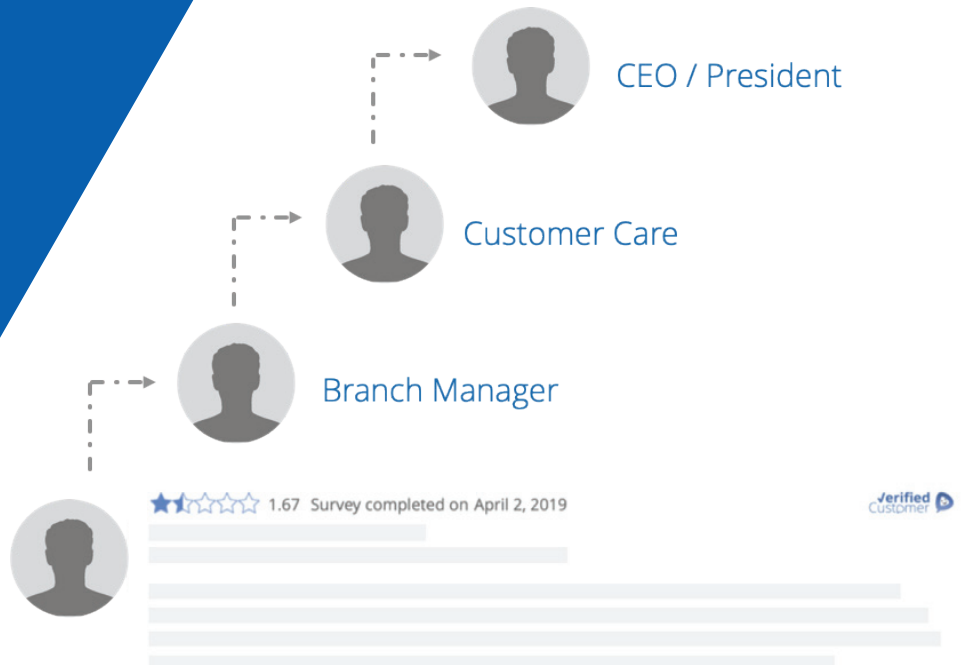 CEO / President
Customer Care
Branch Manager
1.67 Survey completed on April 2, 2019
Verified
Customer